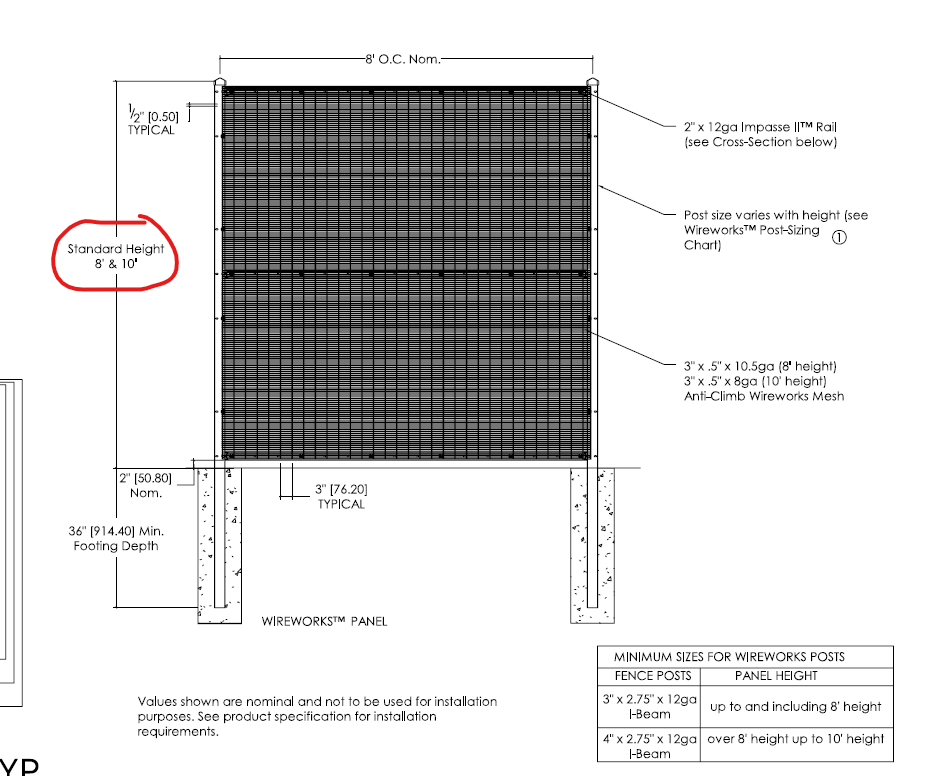 8' O.C. Nom.
1/2" [0.50]
TYPICAL
2" x 12ga Impasse II™ Rail
(see Cross-Section below)
Post size varies with height (see
Wireworks™ Post-Sizing
Chart)
1
Standard Height
8' & 10'
3" x .5" x 10.5ga (8' height)
3" x .5" x 8ga (10' height)
Anti-Climb Wireworks Mesh
2" [50.80]
Nom.
3" [76.20]
TYPICAL
36" [914.40] Min.
Footing Depth
WIREWORKS™ PANEL
MINIMUM SIZES FOR WIREWORKS POSTS
FENCE POSTS PANEL HEIGHT
3" x 2.75" x 12ga
I-Beam
up to and including 8' height
4" x 2.75" x 12ga
I-Beam
over 8' height up to 10' height
Values shown are nominal and not to be used for installation
purposes. See product specification for installation
requirements.
YP